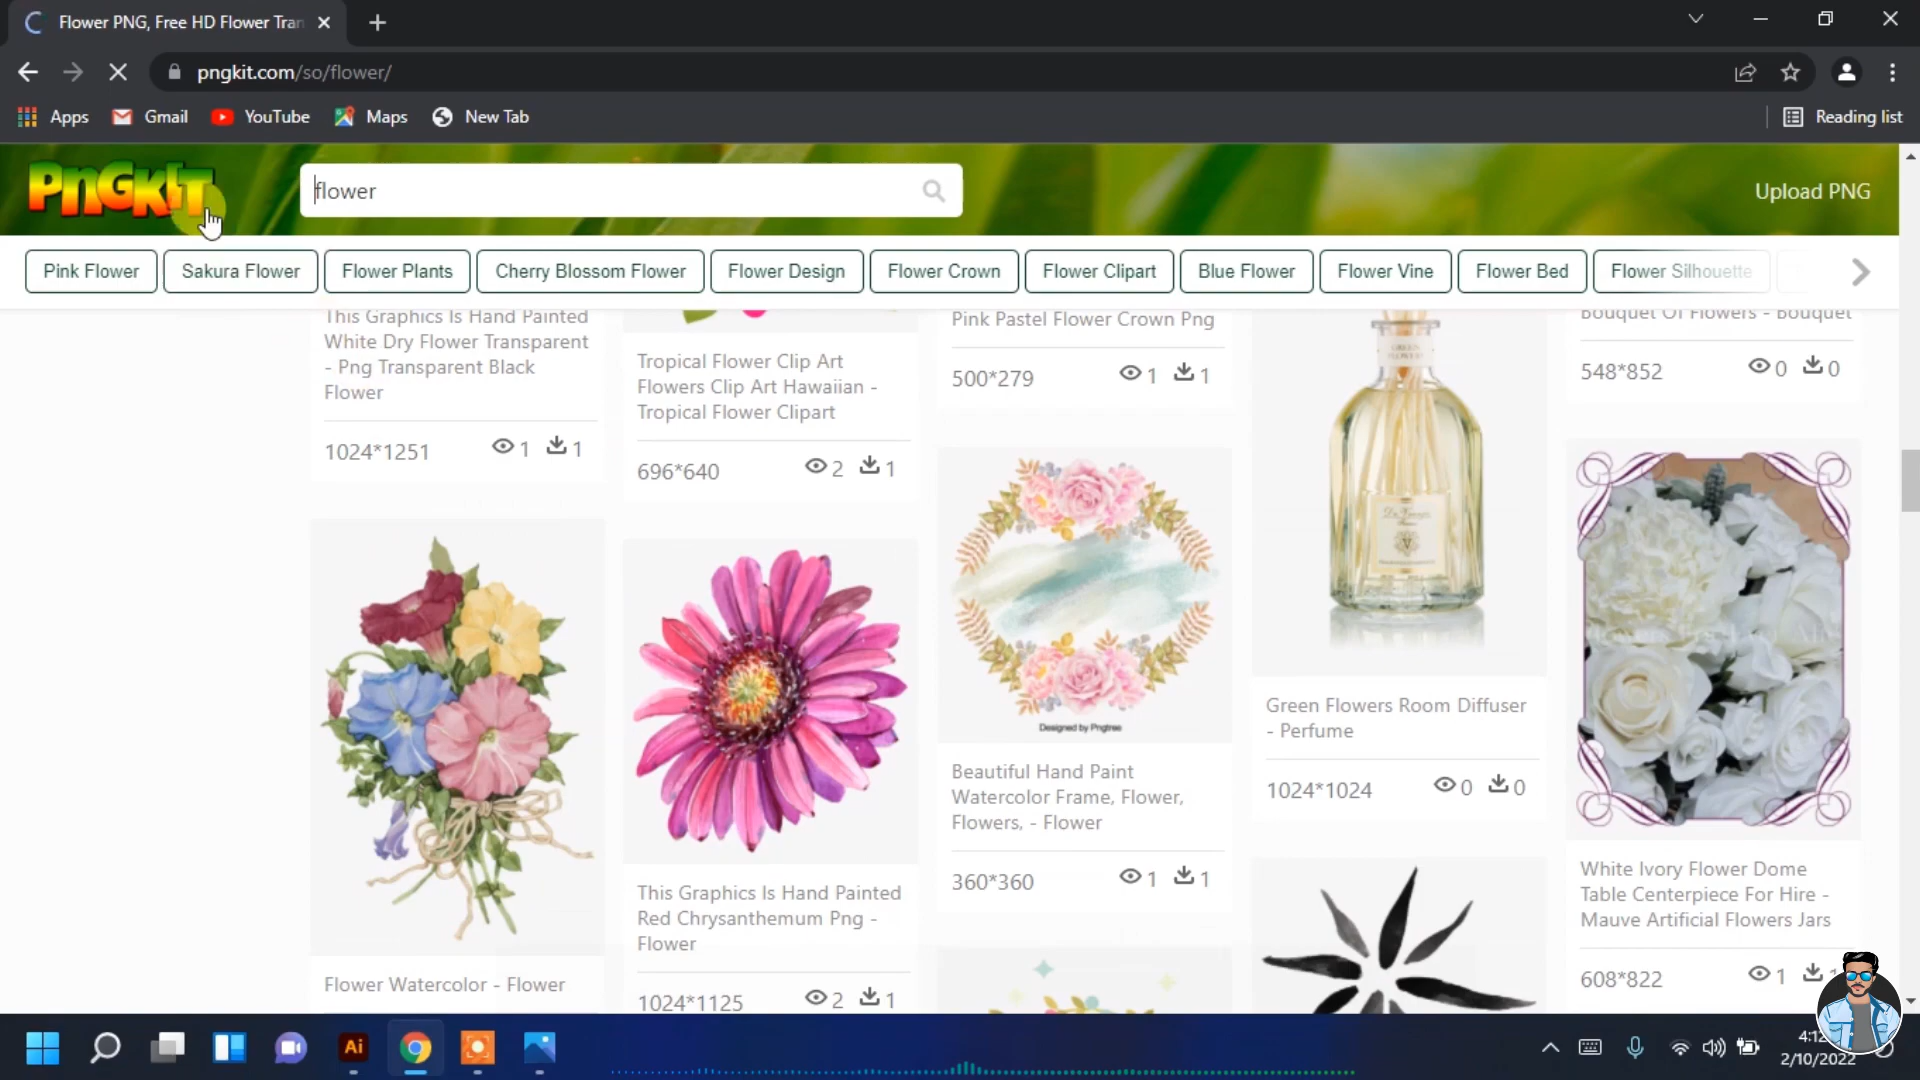 Flower PNG, Free HD Flower Tran
pngkit.com/so/flower/
Apps
Gmail
YouTube
Maps
New Tab
Reading list
PnGKIT
flower
Upload PNG
Pink Flower
Sakura Flower
Flower Plants
Cherry Blossom Flower
Flower Design
Flower Crown
Flower Clipart
Blue Flower
Flower Vine
Flower Bed
Flower Silhouette
This Graphics Is Hand Painted
White Dry Flower Transparent
- Png Transparent Black
Flower
1024*1251
1
1
Flower Watercolor - Flower
Tropical Flower Clip Art
Flowers Clip Art Hawaiian -
Tropical Flower Clipart
696*640
2
1
This Graphics Is Hand Painted
Red Chrysanthemum Png -
Flower
1024*1125
2
1
Pink Pastel Flower Crown Png
500*279
1
1
Designed by Pngtree
Beautiful Hand Paint
Watercolor Frame, Flower,
Flowers, - Flower
360*360
1
1
GREEN
Green Flowers Room Diffuser
- Perfume
1024*1024
0
0
Bouquet Of Flowers - Bouquet
548*852
0
0
White Ivory Flower Dome
Table Centerpiece For Hire -
Mauve Artificial Flowers Jars
608*822
1
Ai
2/10/2022